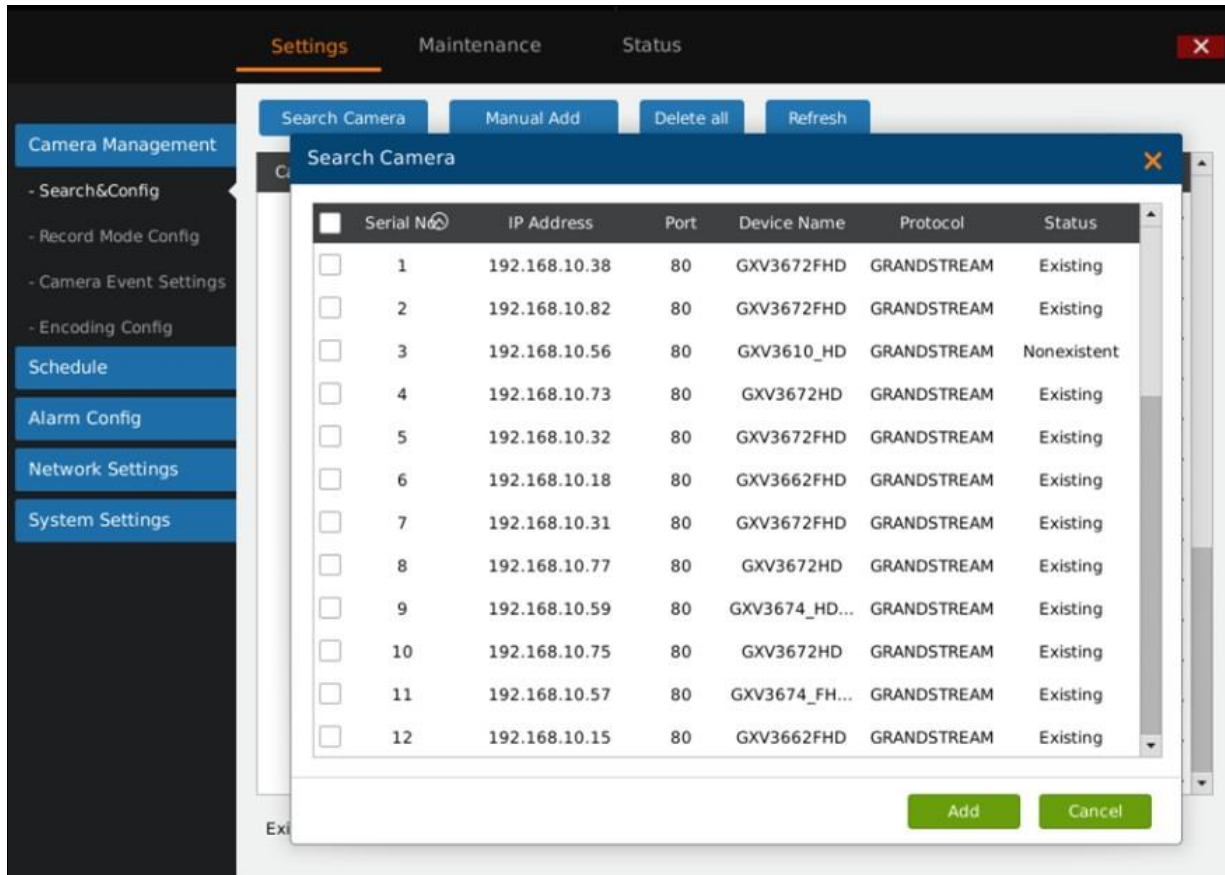 Settings Maintenance Status
Search Camera Manual Add Delete all Refresh
Camera Management
- Search&Config
- Record Mode Config
- Camera Event Settings
- Encoding Config
Schedule
Alarm Config
Network Settings
System Settings
Search Camera
Serial No. IP Address Port Device Name Protocol Status
1 192.168.10.38 80 GXV3672FHD GRANDSTREAM Existing
2 192.168.10.82 80 GXV3672FHD GRANDSTREAM Existing
3 192.168.10.56 80 GXV3610_HD GRANDSTREAM Nonexistent
4 192.168.10.73 80 GXV3672HD GRANDSTREAM Existing
5 192.168.10.32 80 GXV3672FHD GRANDSTREAM Existing
6 192.168.10.18 80 GXV3662FHD GRANDSTREAM Existing
7 192.168.10.31 80 GXV3672FHD GRANDSTREAM Existing
8 192.168.10.77 80 GXV3672HD GRANDSTREAM Existing
9 192.168.10.59 80 GXV3674_HD... GRANDSTREAM Existing
10 192.168.10.75 80 GXV3672HD GRANDSTREAM Existing
11 192.168.10.57 80 GXV3674_FH... GRANDSTREAM Existing
12 192.168.10.15 80 GXV3662FHD GRANDSTREAM Existing
Add Cancel